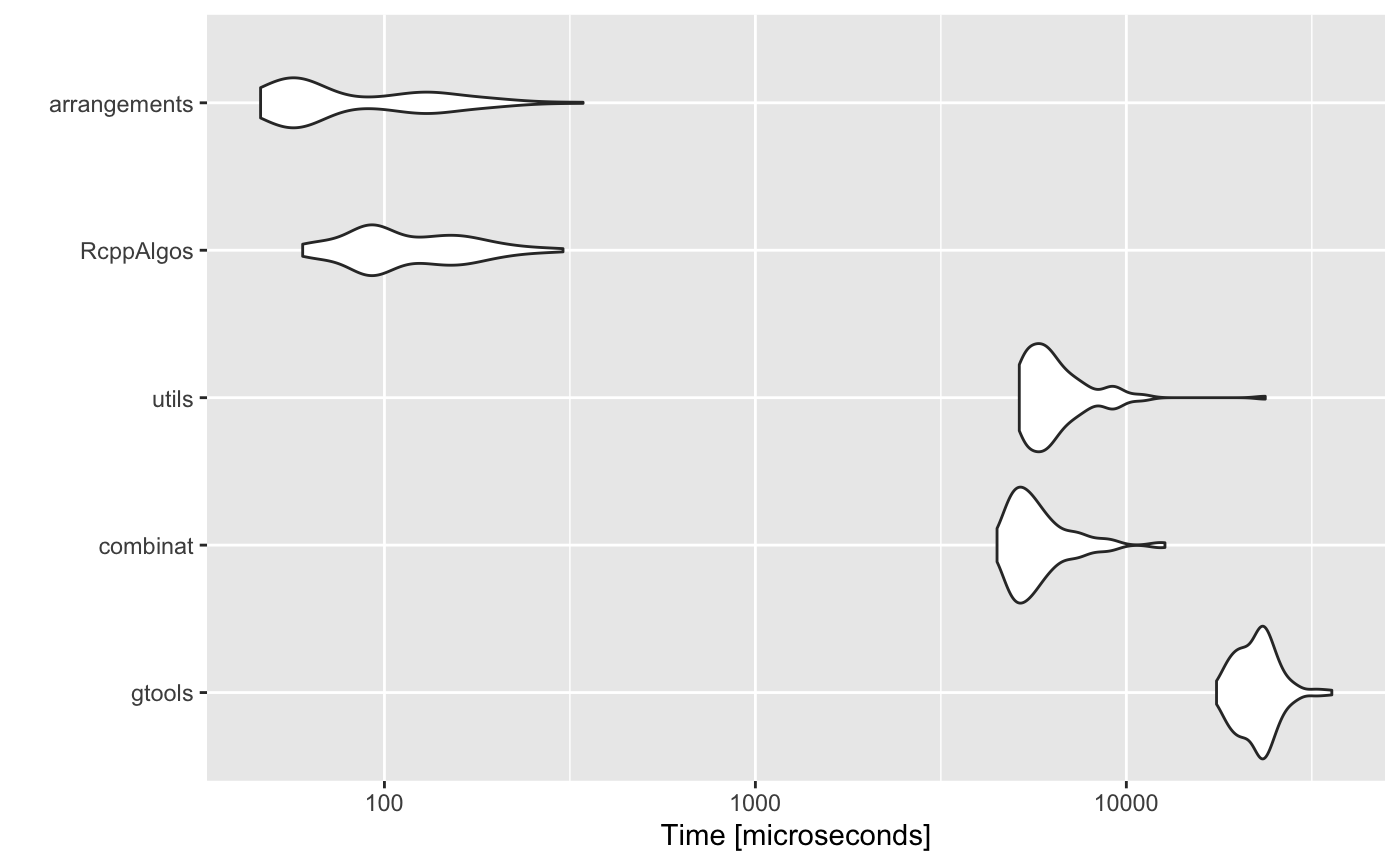 arrangements
RcppAlgos
utils
combinat
gtools
100 1000 10000
Time [microseconds]